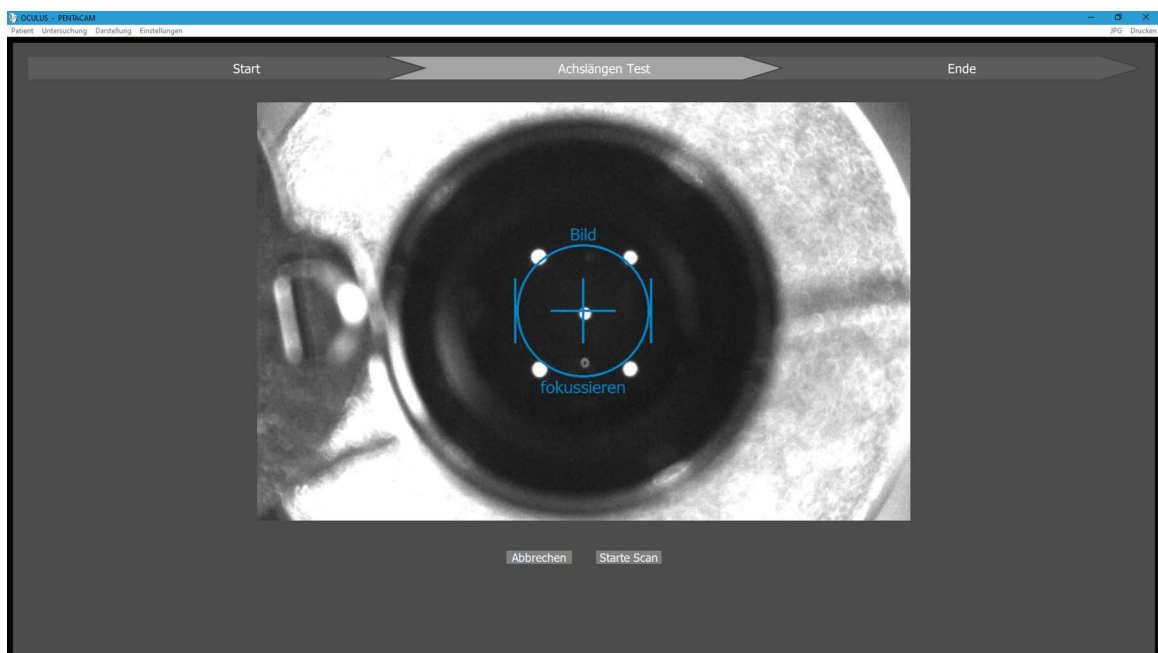 OCULUS - PENTACAM
Patient Untersuchung Darstellung Einstellungen JPG Drucken
Start Achslängen Test Ende
Bild
fokussieren
Abbrechen Starte Scan